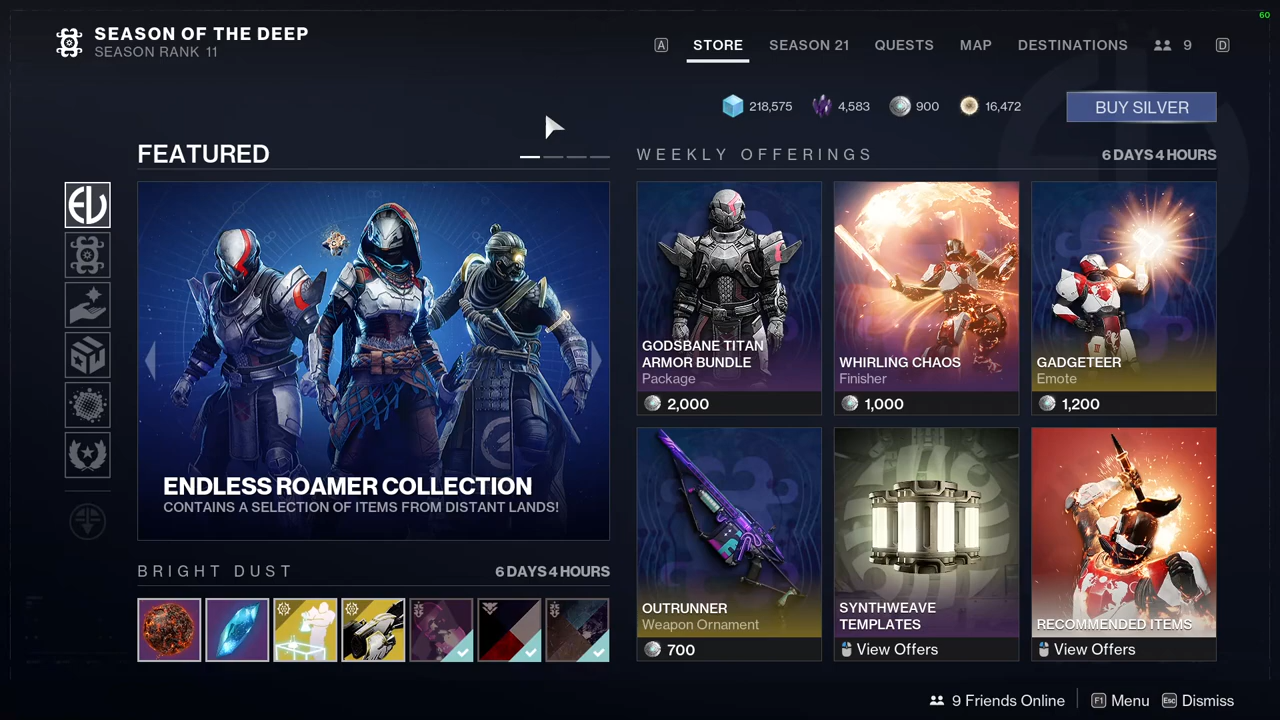 60
SEASON OF THE DEEP
SEASON RANK 11
A STORE SEASON 21 QUESTS MAP DESTINATIONS 9 D
218,575 4,583 900 16,472 BUY SILVER
FEATURED
WEEKLY OFFERINGS 6 DAYS 4 HOURS
ENDLESS ROAMER COLLECTION
CONTAINS A SELECTION OF ITEMS FROM DISTANT LANDS!
GODSBANE TITAN
ARMOR BUNDLE
Package
2,000
WHIRLING CHAOS
Finisher
1,000
GADGETEER
Emote
1,200
BRIGHT DUST 6 DAYS 4 HOURS
OUTRUNNER
Weapon Ornament
700
SYNTHWEAVE
TEMPLATES
View Offers
RECOMMENDED ITEMS
View Offers
9 Friends Online F1 Menu Esc Dismiss